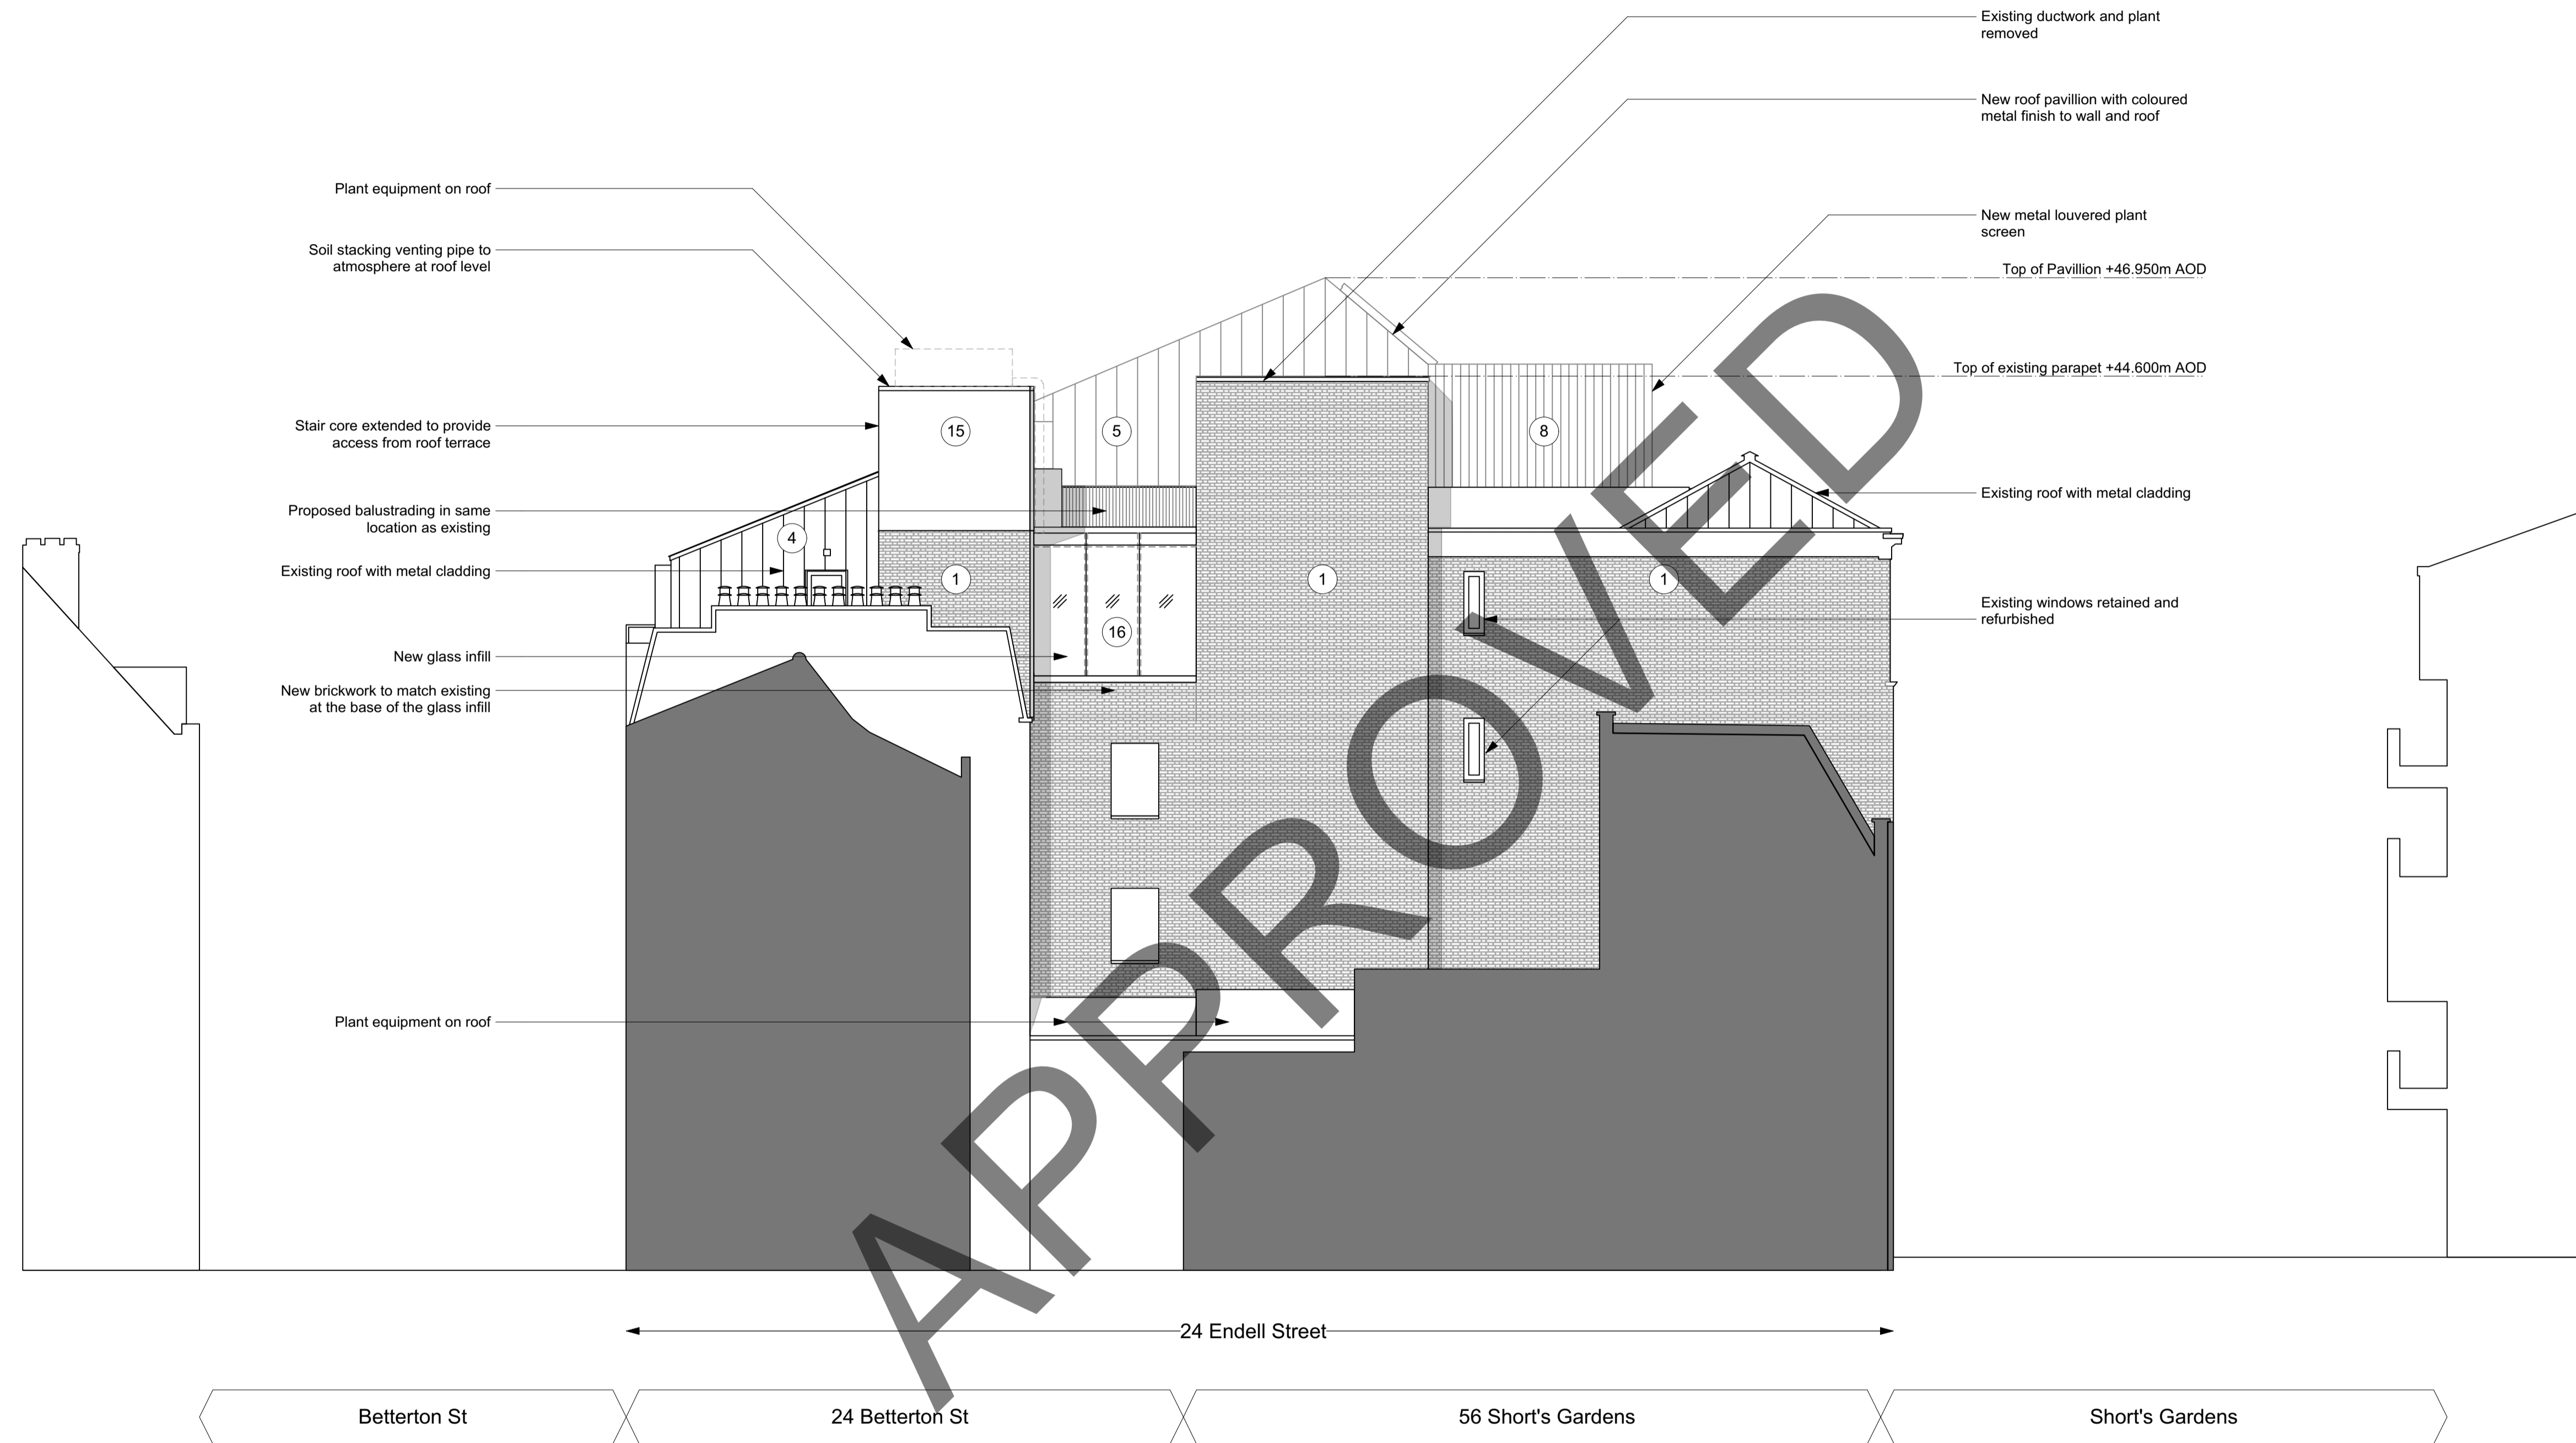 Existing ductwork and plant
removed
New roof pavillion with coloured
metal finish to wall and roof
Plant equipment on roof
New metal louvered plant
screen
Soil stacking venting pipe to
atmosphere at roof level
Top of Pavillion +46.950m AOD
Top of existing parapet +44.600m AOD
Stair core extended to provide
access from roof terrace
15
5
8
Existing roof with metal cladding
Proposed balustrading in same
location as existing
4
Existing roof with metal cladding
1
1
1
Existing windows retained and
refurbished
16
New glass infill
New brickwork to match existing
at the base of the glass infill
Plant equipment on roof
APPROVED
24 Endell Street
Betterton St
24 Betterton St
56 Short's Gardens
Short's Gardens